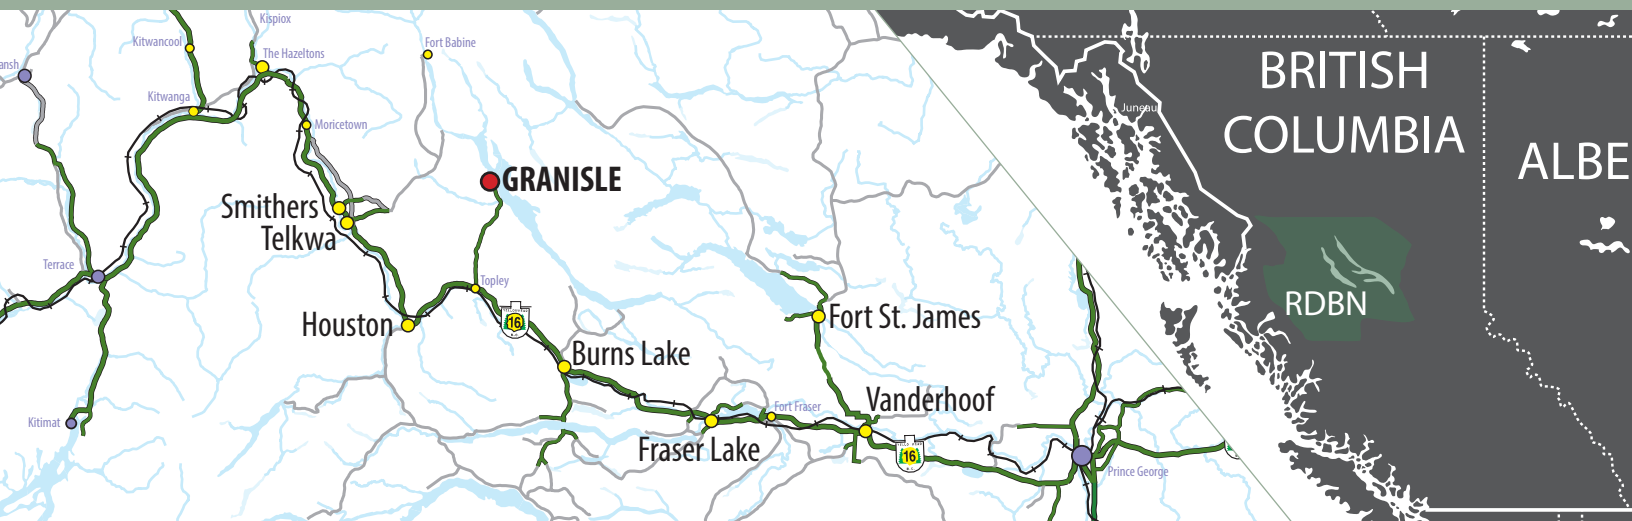 Kispiox
Kitwancool
The Hazeltons
Fort Babine
ansh
Kitwanga
Moricetown
GRANISLE
Smithers
Telkwa
Terrace
Topley
16
Houston
Fort St. James
Burns Lake
Vanderhoof
Fort Fraser
Kitimat
Fraser Lake
16
Prince George
BRITISH
COLUMBIA
Juneau
ALBE
RDBN